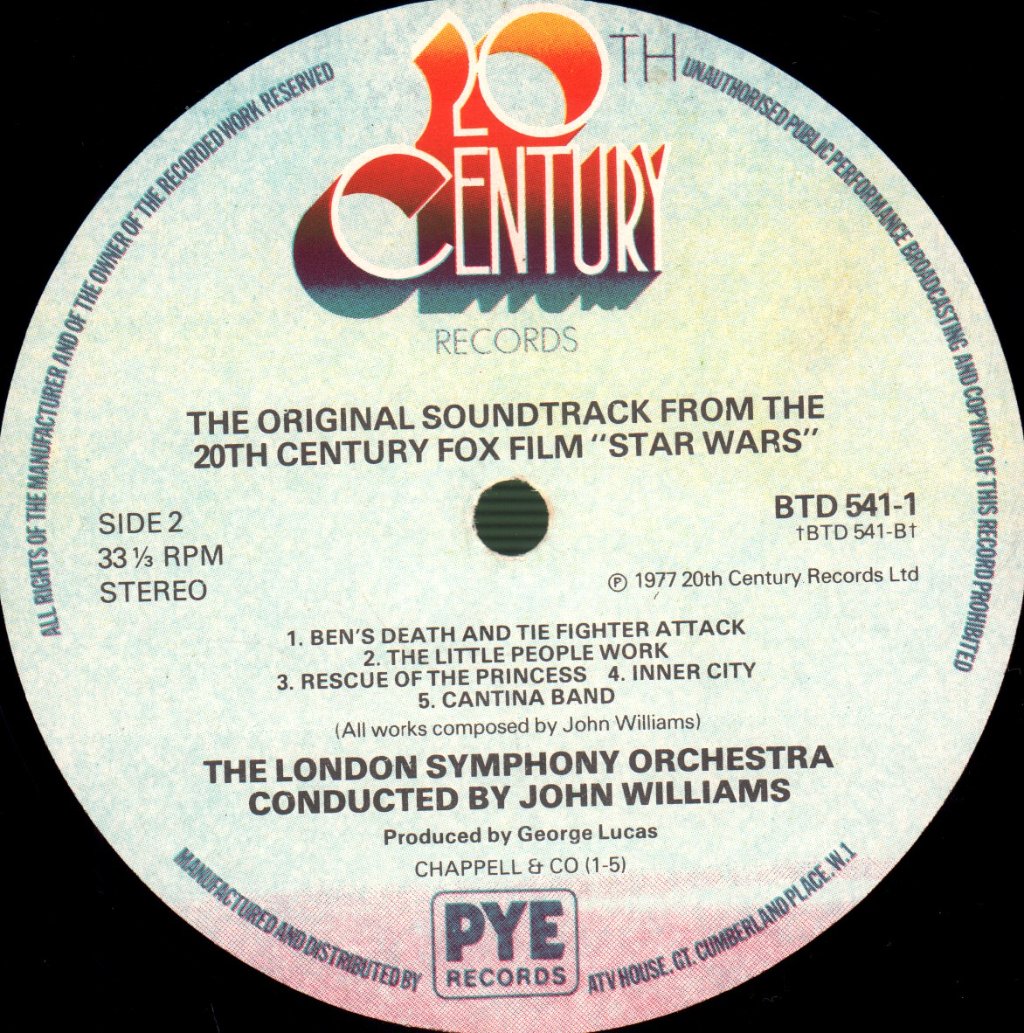 20TH
CENTURY
RECORDS
ALL RIGHTS OF THE MANUFACTURER AND OF THE OWNER OF THE RECORDED WORK RESERVED
UNAUTHORISED PUBLIC PERFORMANCE BROADCASTING AND COPYING OF THIS RECORD PROHIBITED
THE ORIGINAL SOUNDTRACK FROM THE
20TH CENTURY FOX FILM "STAR WARS"
SIDE 2
33 ⅓ RPM
STEREO
BTD 541-1
†BTD 541-B†
℗ 1977 20th Century Records Ltd
1. BEN'S DEATH AND TIE FIGHTER ATTACK
2. THE LITTLE PEOPLE WORK
3. RESCUE OF THE PRINCESS 4. INNER CITY
5. CANTINA BAND
(All works composed by John Williams)
THE LONDON SYMPHONY ORCHESTRA
CONDUCTED BY JOHN WILLIAMS
Produced by George Lucas
CHAPPELL & CO (1-5)
MANUFACTURED AND DISTRIBUTED BY
PYE
RECORDS
ATV HOUSE, GT. CUMBERLAND PLACE, W.1